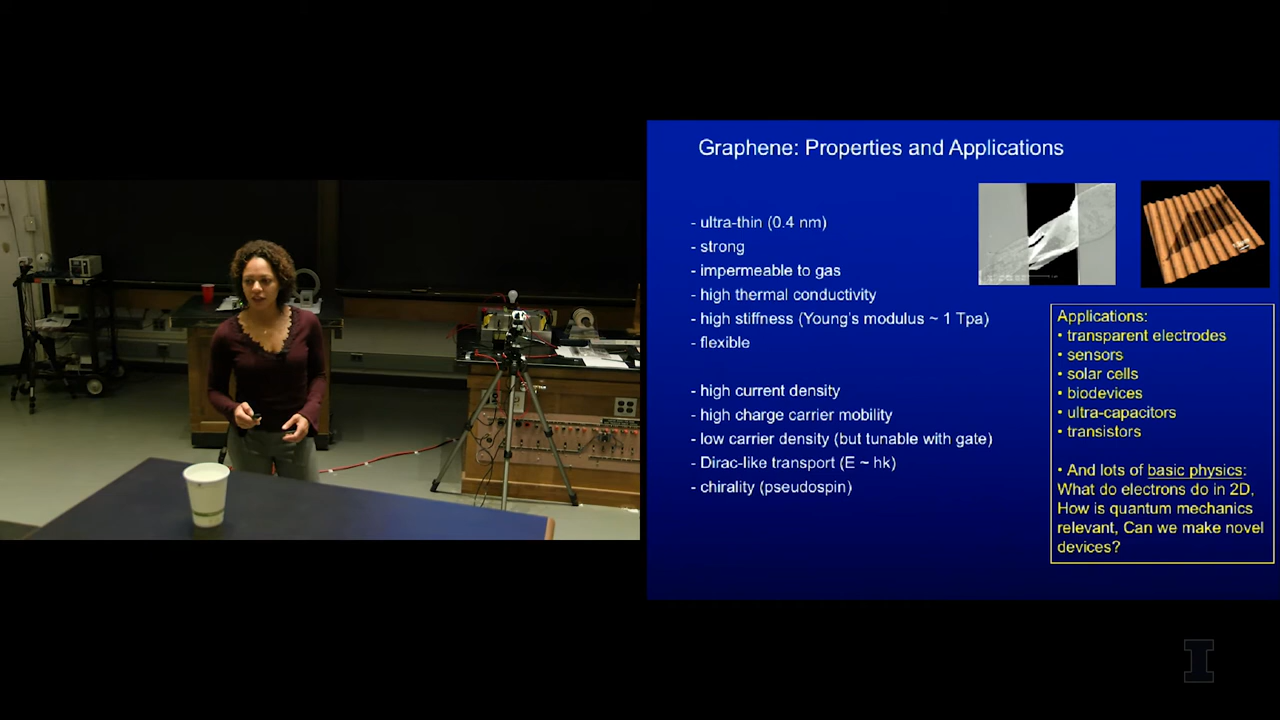 Graphene: Properties and Applications
- ultra-thin (0.4 nm)
- strong
- impermeable to gas
- high thermal conductivity
- high stiffness (Young's modulus ~ 1 Tpa)
- flexible
- high current density
- high charge carrier mobility
- low carrier density (but tunable with gate)
- Dirac-like transport (E ~ hk)
- chirality (pseudospin)
Applications:
• transparent electrodes
• sensors
• solar cells
• biodevices
• ultra-capacitors
• transistors
• And lots of basic physics:
What do electrons do in 2D,
How is quantum mechanics
relevant, Can we make novel
devices?
I